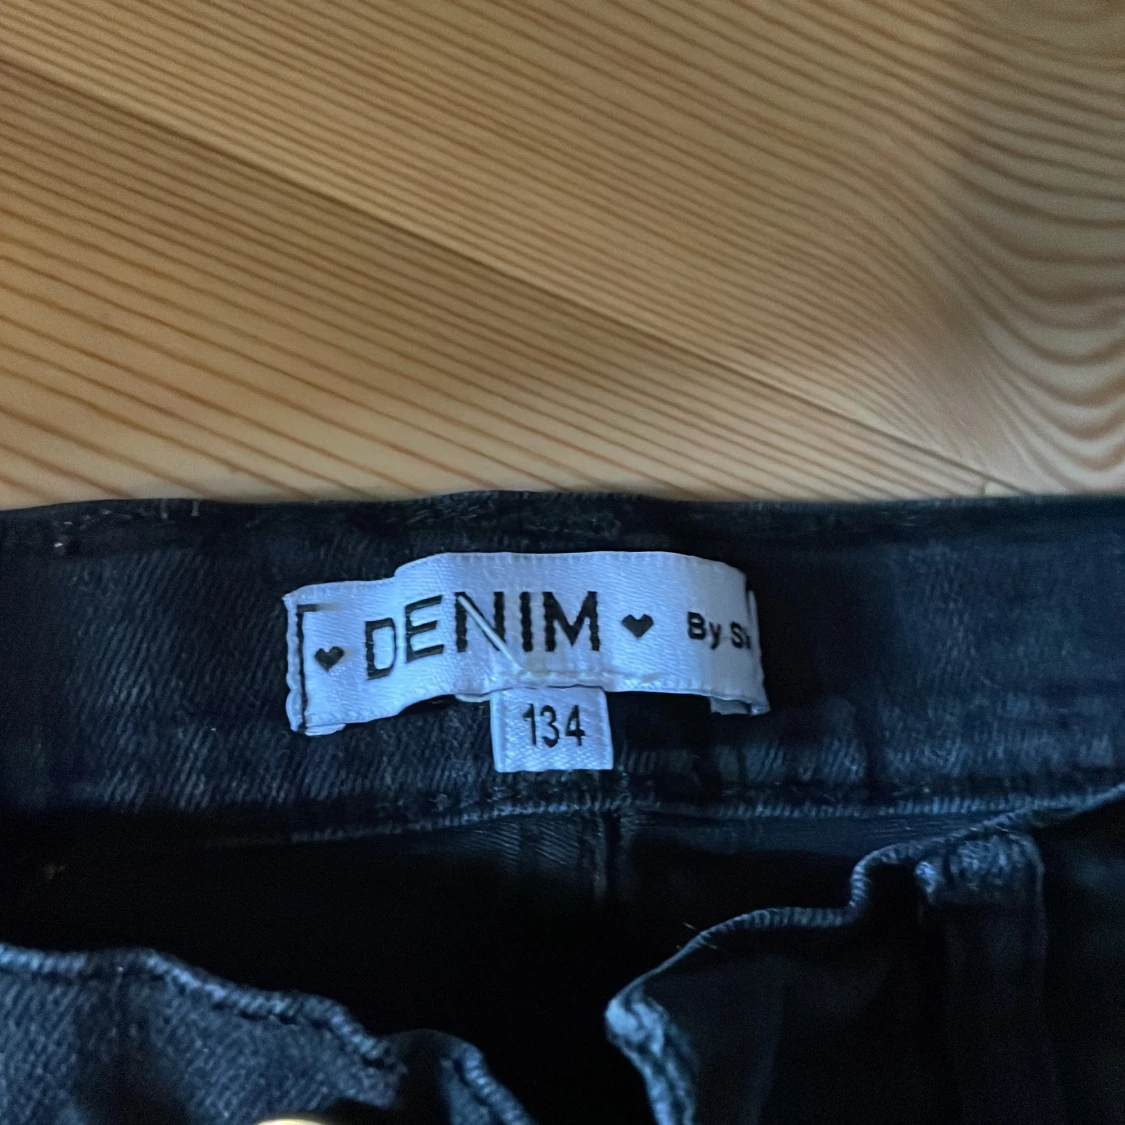 ♥ DENIM ♥ By
134